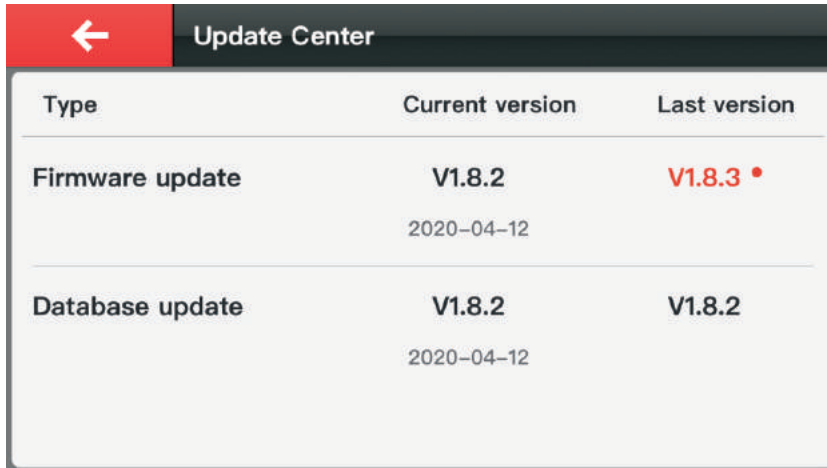 Update Center
Type Current version Last version
Firmware update V1.8.2 V1.8.3
2020-04-12
Database update V1.8.2 V1.8.2
2020-04-12